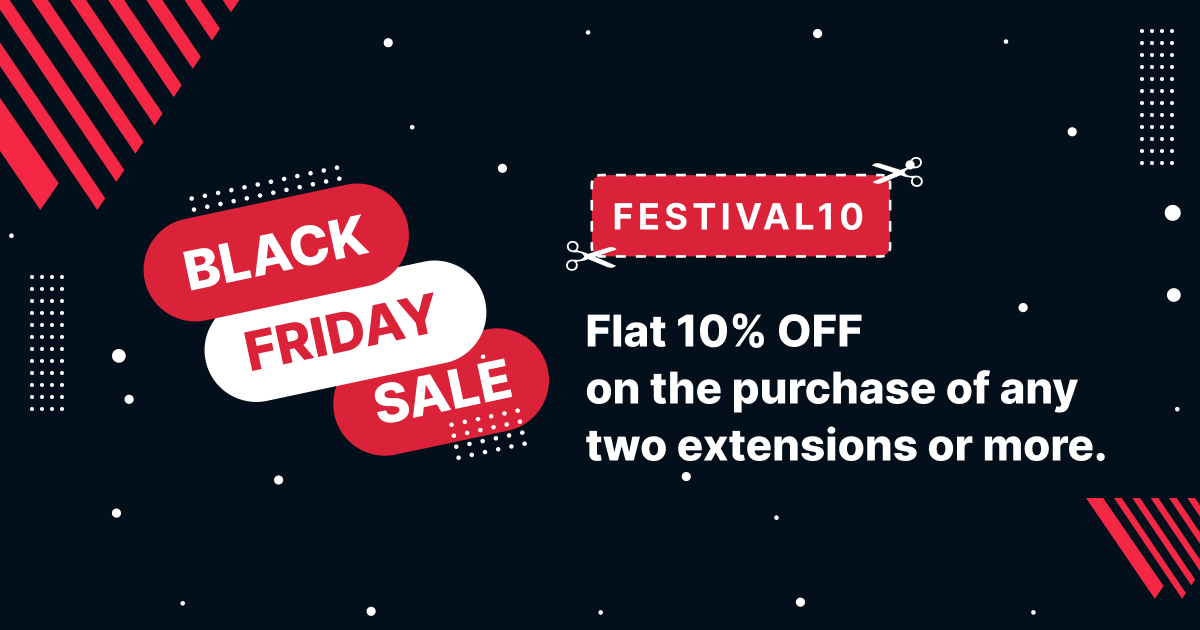 BLACK
FRIDAY
SALE
FESTIVAL10
Flat 10% OFF
on the purchase of any
two extensions or more.